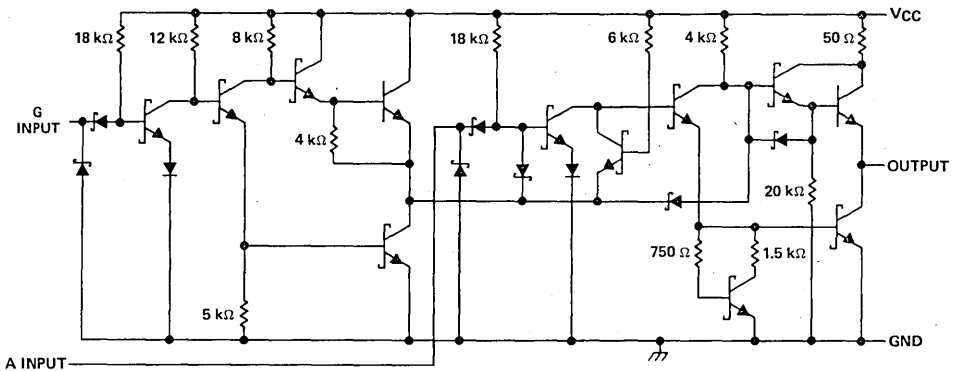 VCC
18 kΩ
12 kΩ
8 kΩ
18 kΩ
6 kΩ
4 kΩ
50 Ω
G
INPUT
4 kΩ
OUTPUT
20 kΩ
750 Ω
1.5 kΩ
5 kΩ
GND
A INPUT